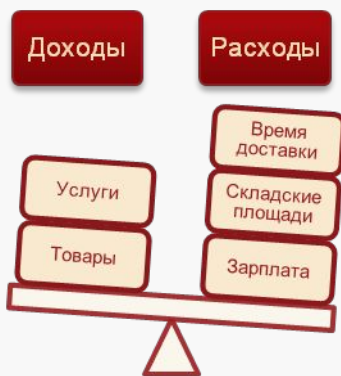 Доходы
Расходы
Время
доставки
Услуги
Складские
площади
Товары
Зарплата